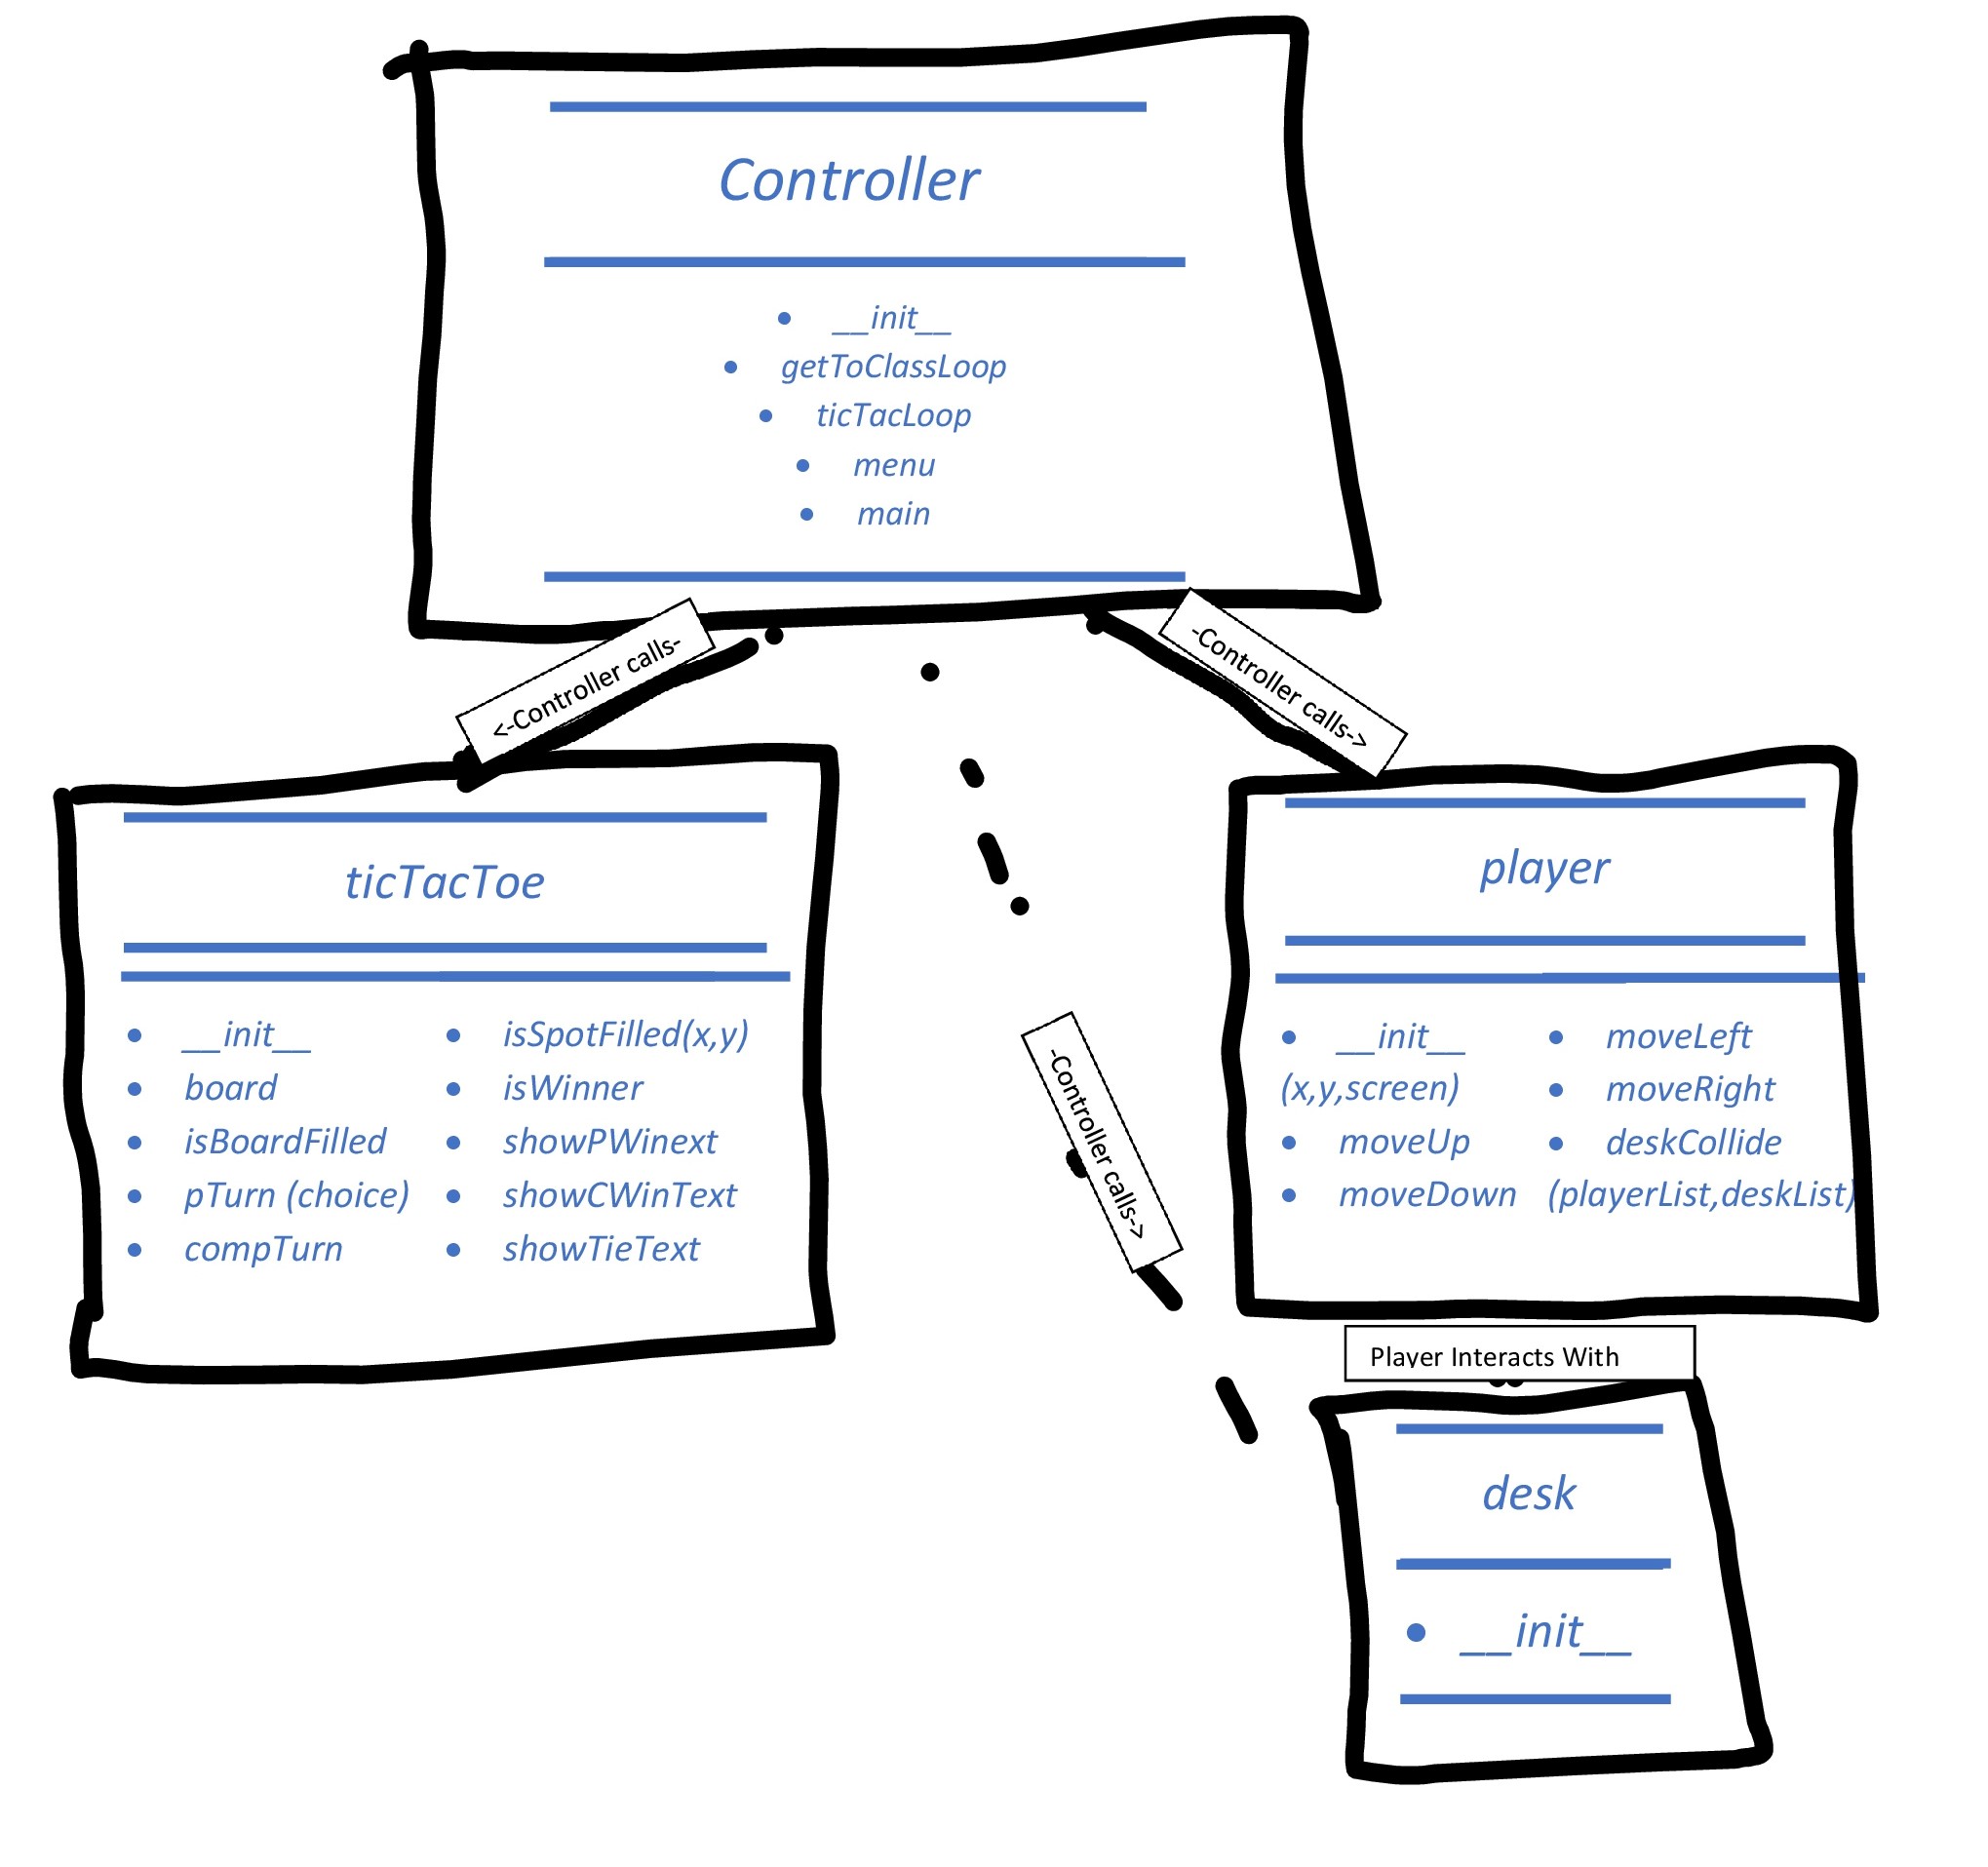 Controller
__init__
getToClassLoop
ticTacLoop
menu
main
<-Controller calls-
-Controller calls->
-Controller calls->
ticTacToe
__init__
board
isBoardFilled
pTurn (choice)
compTurn
isSpotFilled(x,y)
isWinner
showPWinext
showCWinText
showTieText
player
__init__
(x,y,screen)
moveUp
moveDown
moveLeft
moveRight
deskCollide
(playerList,deskList)
Player Interacts With
desk
__init__